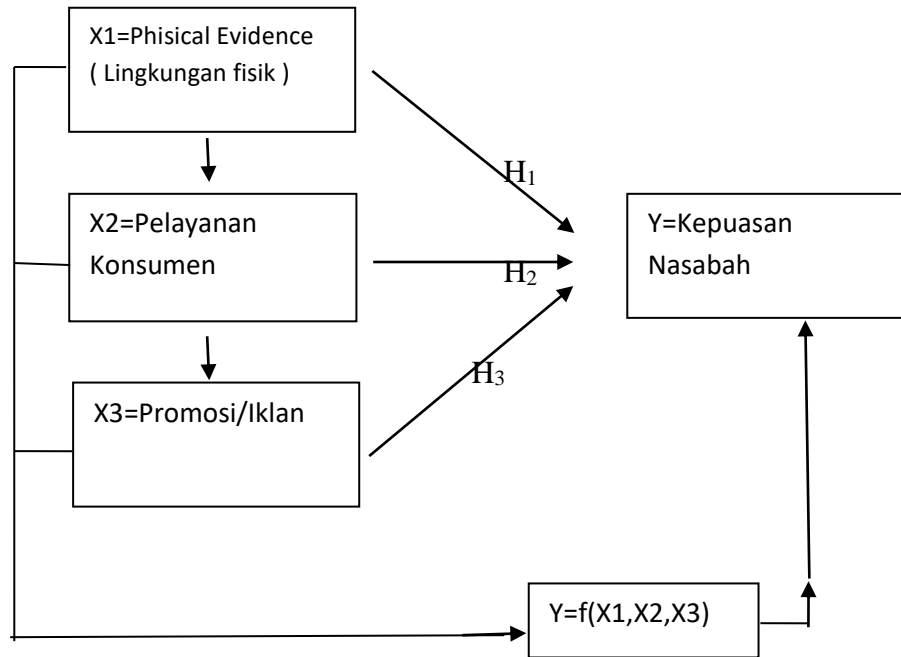 X1=Phisical Evidence
( Lingkungan fisik )
H1
X2=Pelayanan
Konsumen
Y=Kepuasan
Nasabah
H2
H3
X3=Promosi/Iklan
Y=f(X1,X2,X3)